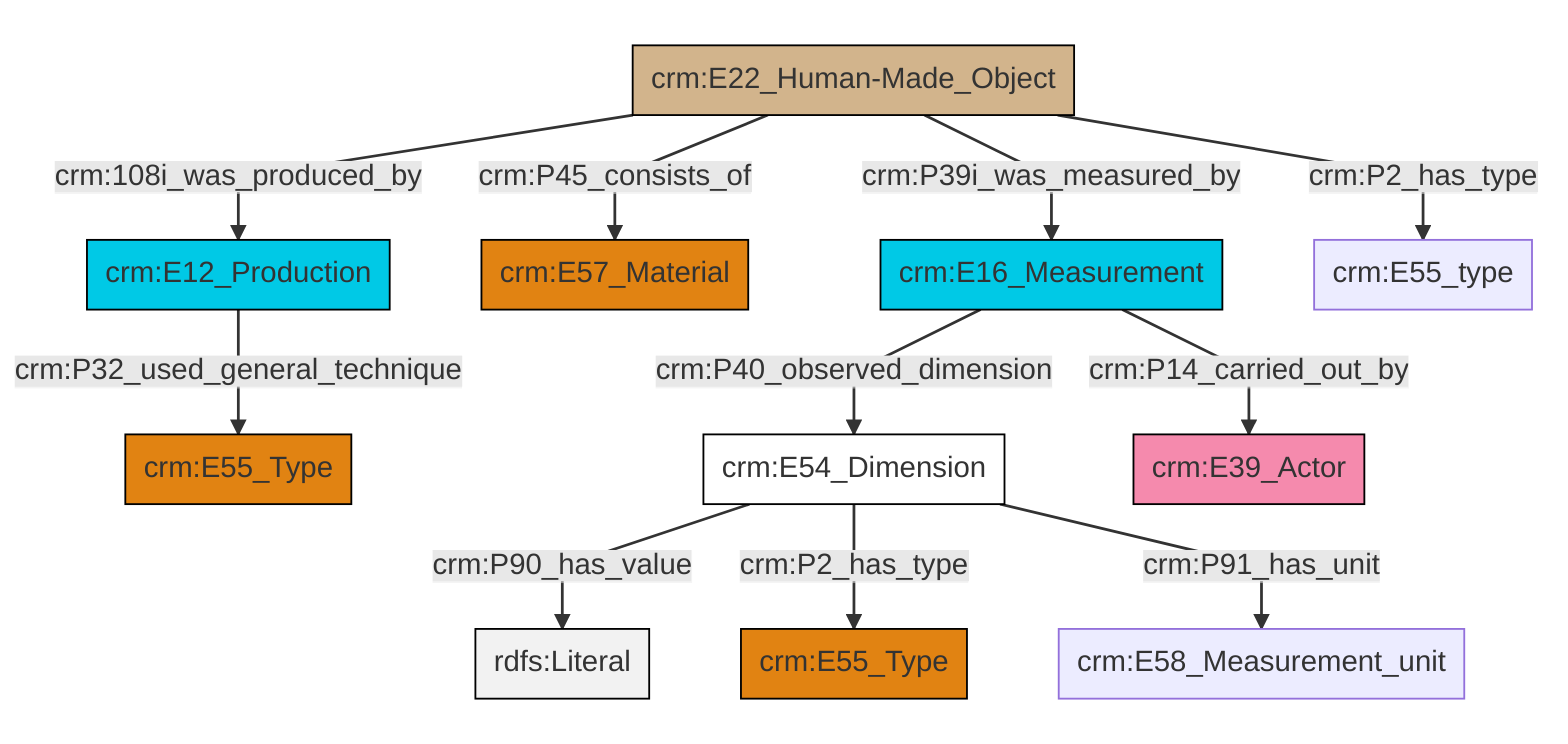 crm:E22_Human-Made_Object
crm:108i_was_produced_by
crm:P45_consists_of
crm:P39i_was_measured_by
crm:P2_has_type
crm:E12_Production
crm:E57_Material
crm:E16_Measurement
crm:E55_type
crm:P32_used_general_technique
crm:P40_observed_dimension
crm:P14_carried_out_by
crm:E55_Type
crm:E54_Dimension
crm:E39_Actor
crm:P90_has_value
crm:P2_has_type
crm:P91_has_unit
rdfs:Literal
crm:E55_Type
crm:E58_Measurement_unit